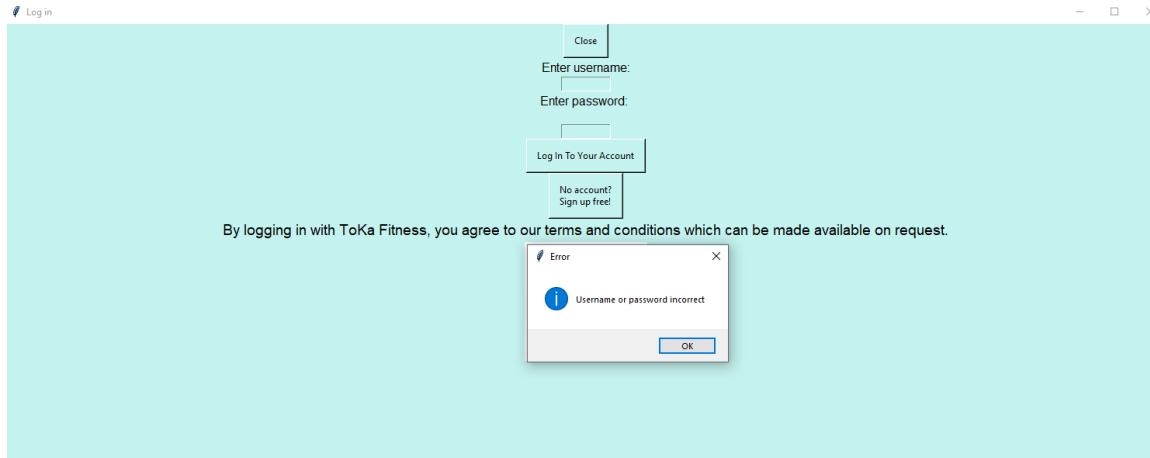 Log in
Close
Enter username:
Enter password:
Log In To Your Account
No account?
Sign up free!
By logging in with ToKa Fitness, you agree to our terms and conditions which can be made available on request.
Error
Username or password incorrect
OK